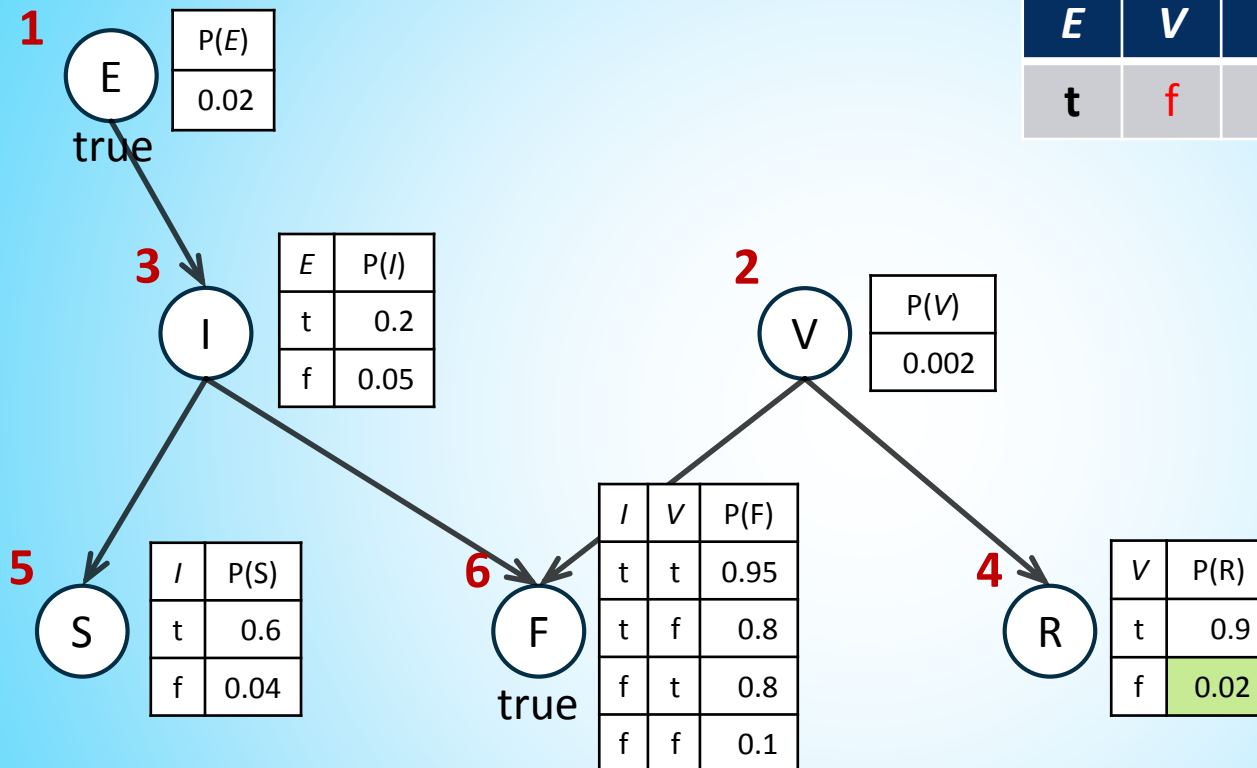 1
E
P(E)
0.02
true
E V
t f
3
I
E P(I)
t 0.2
f 0.05
2
V
P(V)
0.002
5
S
I P(S)
t 0.6
f 0.04
6
F
true
I V P(F)
t t 0.95
t f 0.8
f t 0.8
f f 0.1
4
R
V P(R)
t 0.9
f 0.02